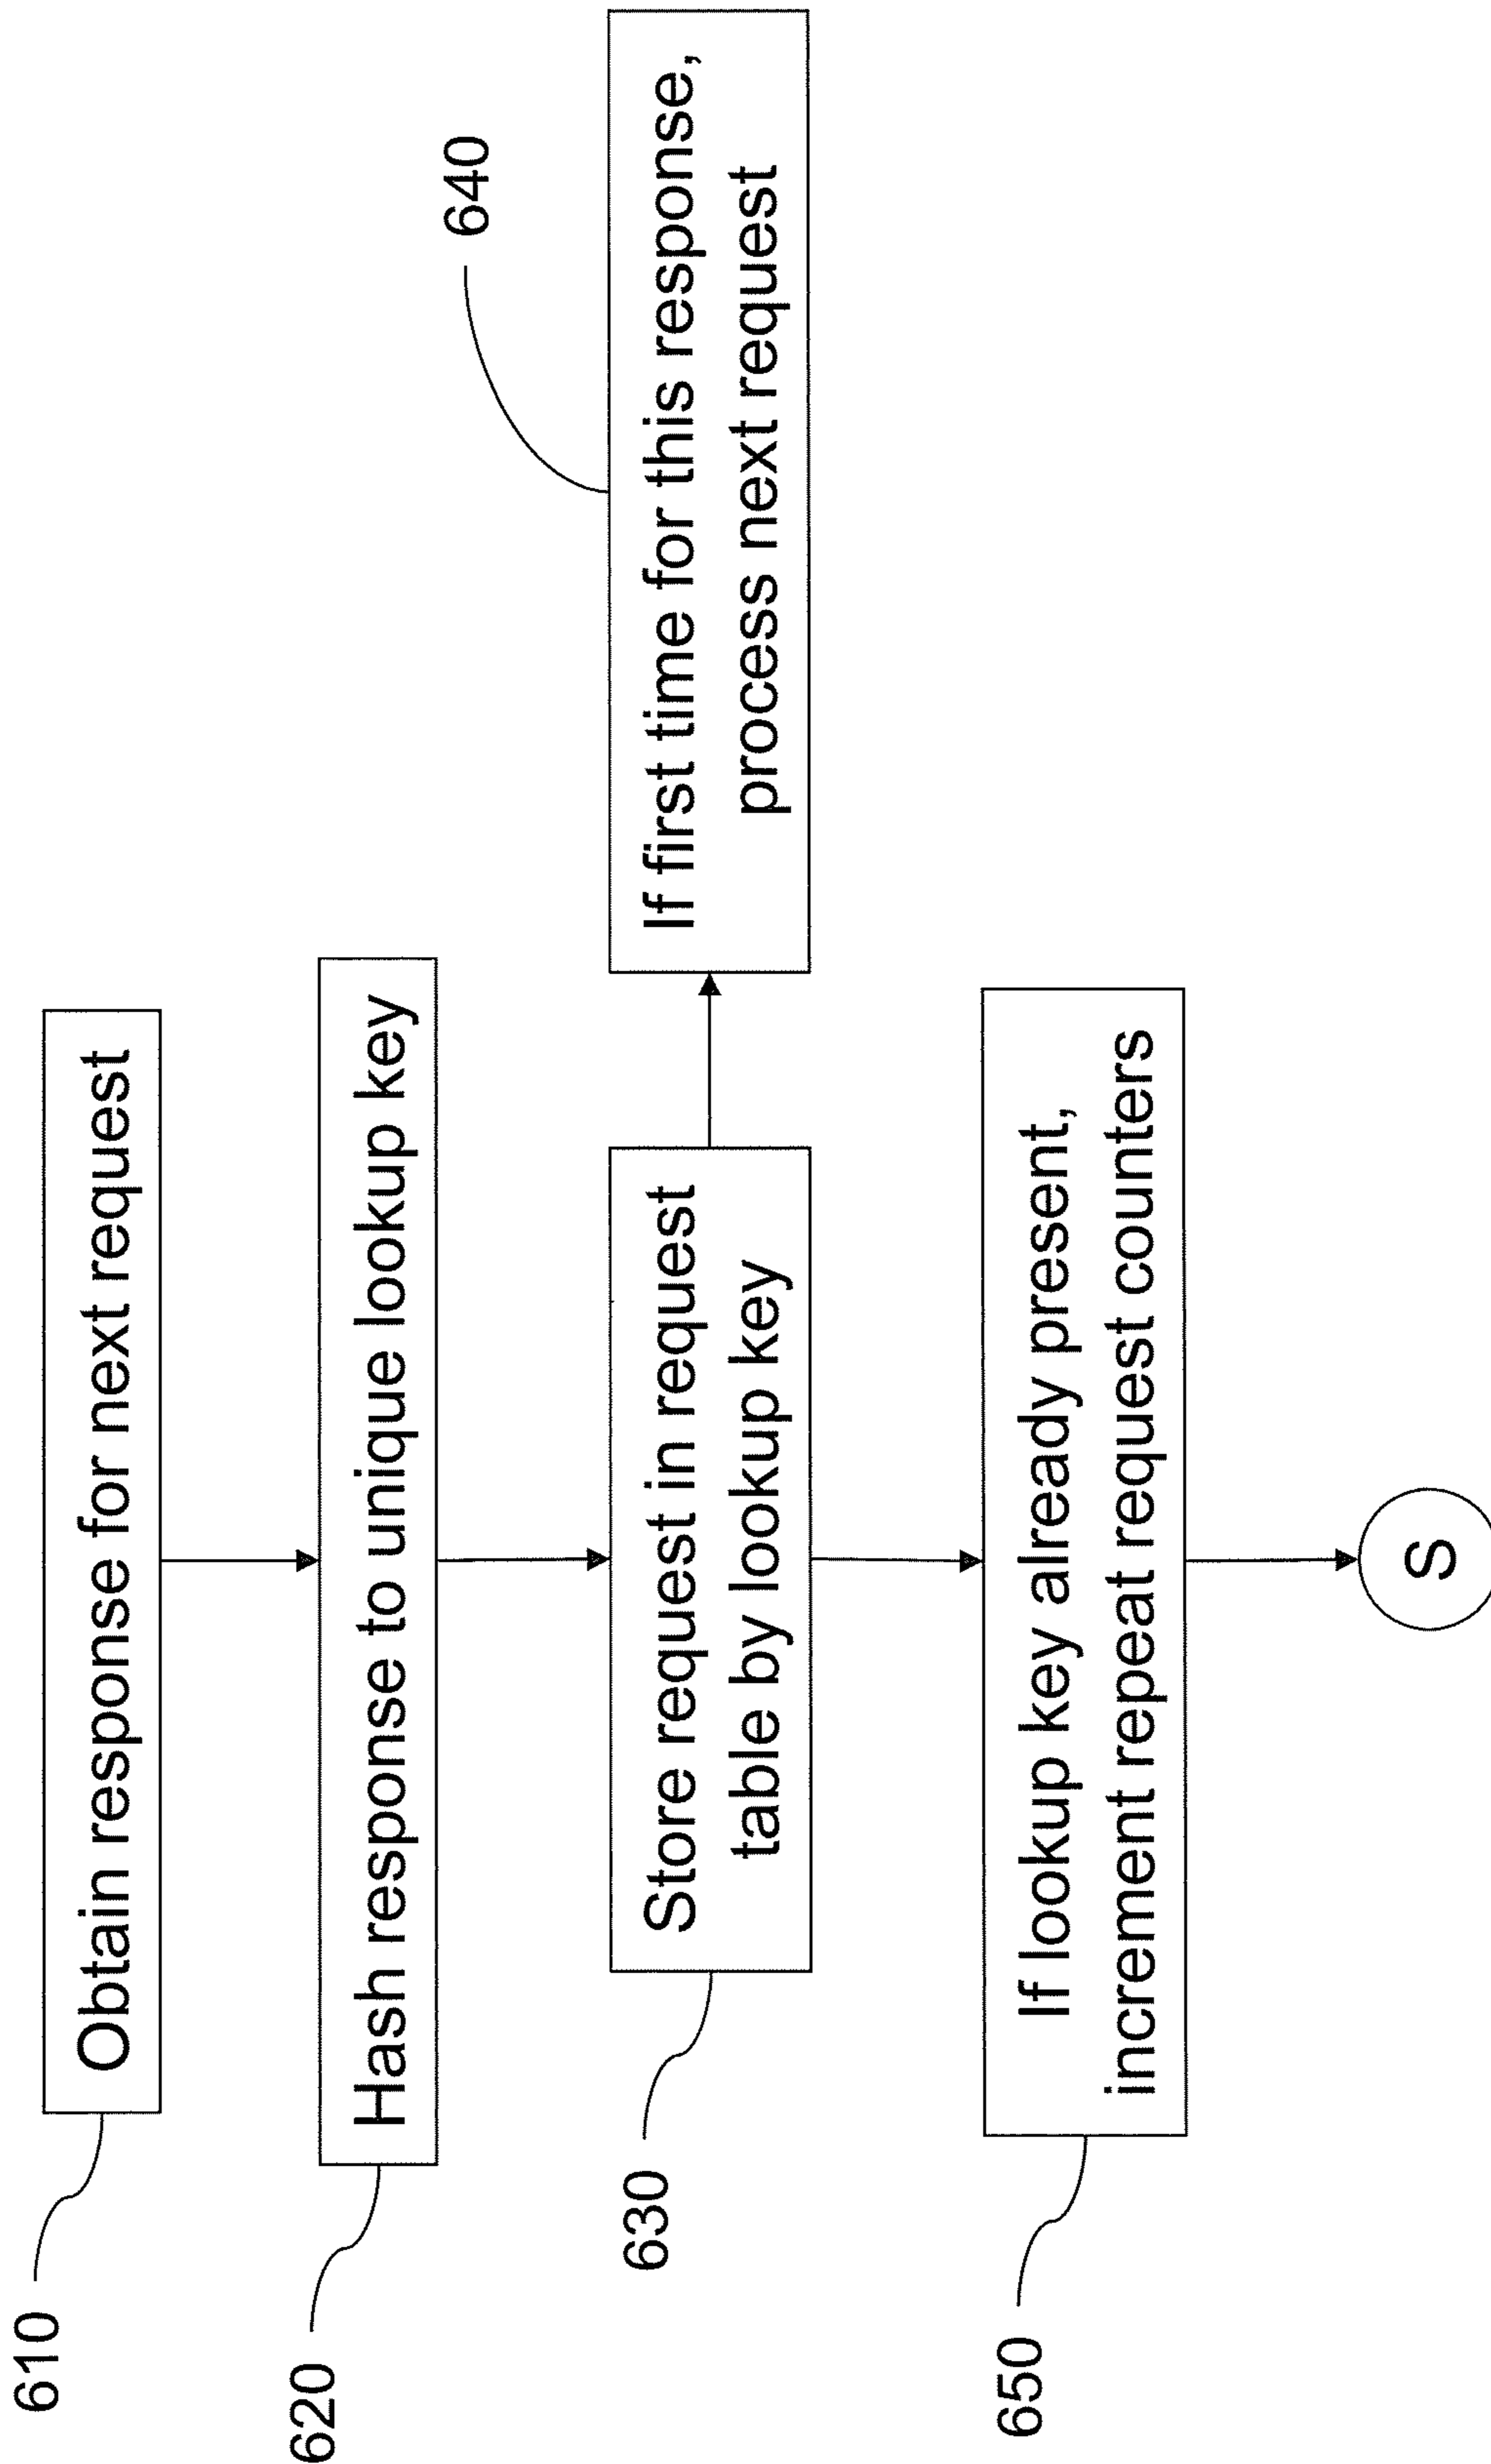 610
Obtain response for next request
620
Hash response to unique lookup key
630
Store request in request
table by lookup key
640
If first time for this response,
process next request
650
If lookup key already present,
increment repeat request counters
S